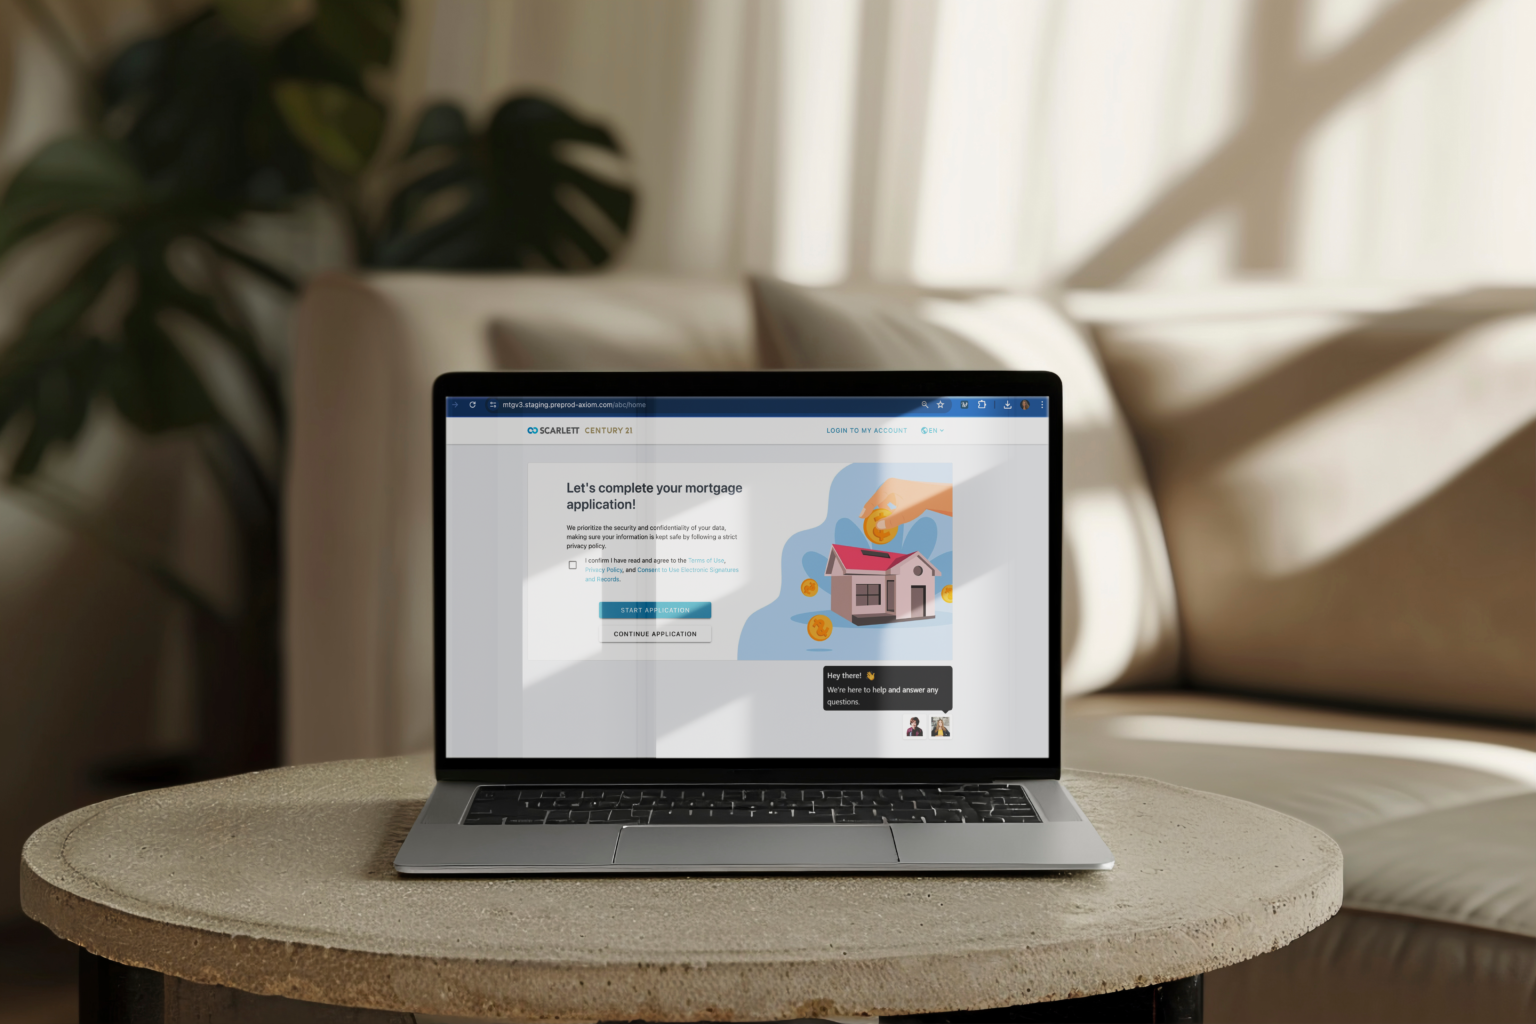 mtgv3.staging.preprod-axiom.com/abc/home
SCARLETT CENTURY 21
LOGIN TO MY ACCOUNT
EN
Let's complete your mortgage
application!
We prioritize the security and confidentiality of your data,
making sure your information is kept safe by following a strict
privacy policy.
I confirm I have read and agree to the Terms of Use,
Privacy Policy, and Consent to Use Electronic Signatures
and Records.
START APPLICATION
CONTINUE APPLICATION
Hey there! 👋
We're here to help and answer any
questions.